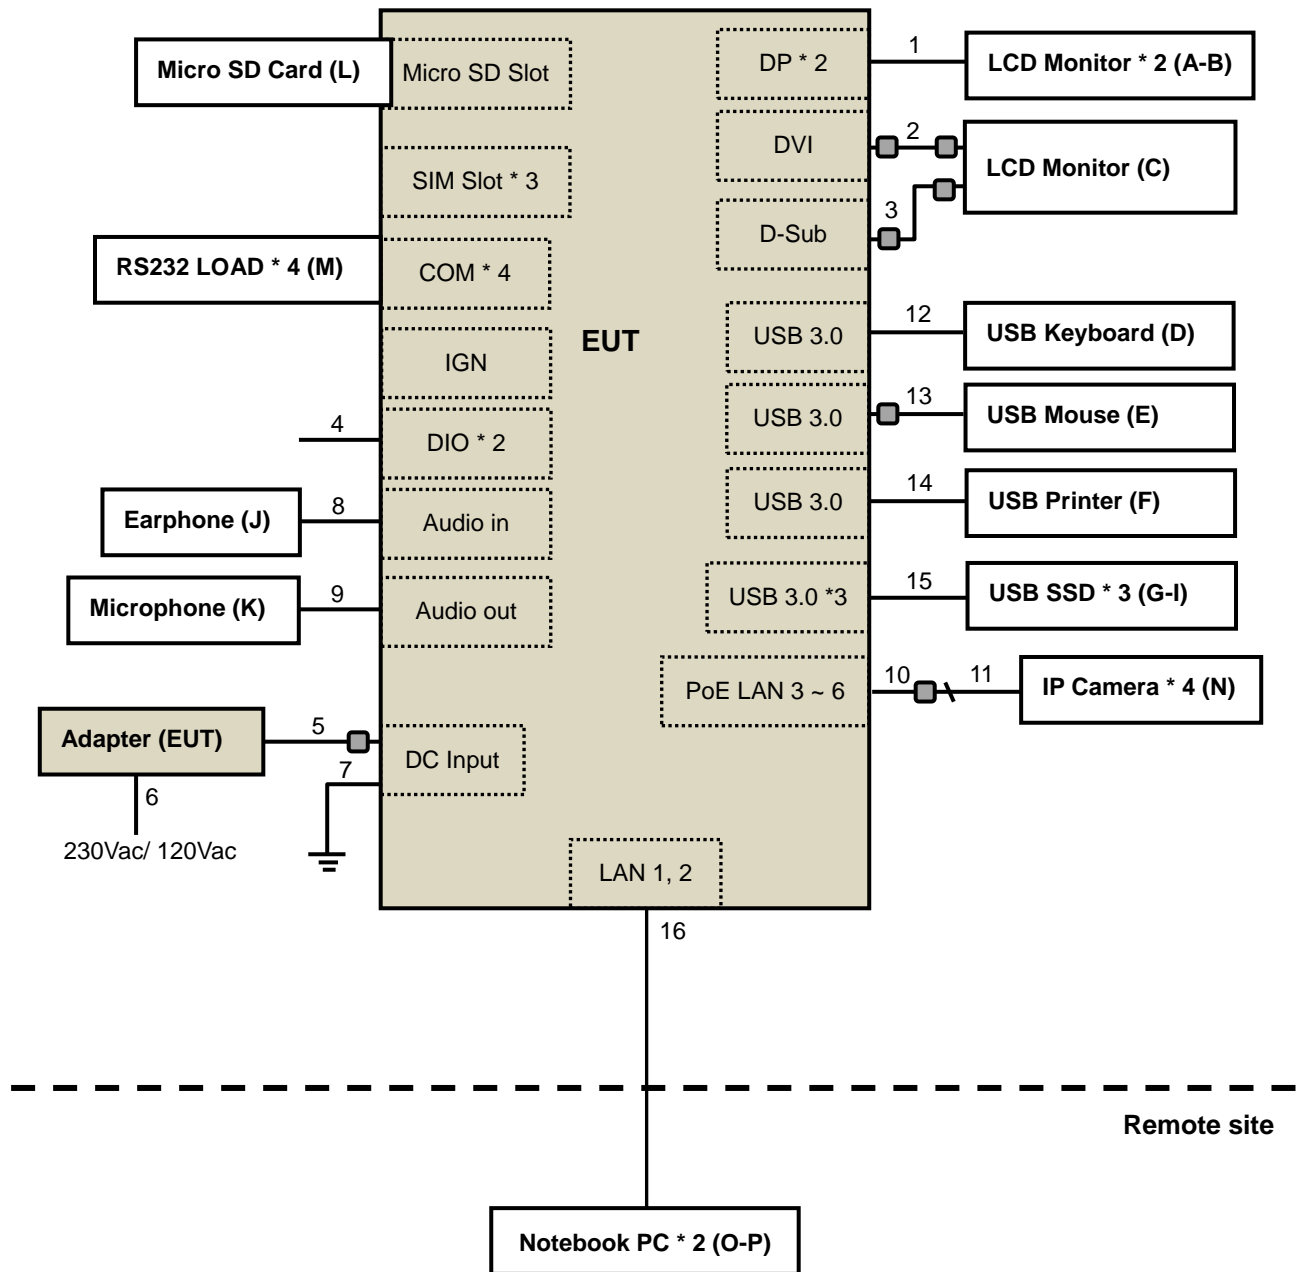 Micro SD Card (L)
Micro SD Slot
DP * 2
1
LCD Monitor * 2 (A-B)
DVI
2
LCD Monitor (C)
SIM Slot * 3
D-Sub
3
RS232 LOAD * 4 (M)
COM * 4
EUT
USB 3.0
12
USB Keyboard (D)
IGN
USB 3.0
13
USB Mouse (E)
4
DIO * 2
USB 3.0
14
USB Printer (F)
Earphone (J)
8
Audio in
USB 3.0 *3
15
USB SSD * 3 (G-I)
Microphone (K)
9
Audio out
PoE LAN 3 ~ 6
10
11
IP Camera * 4 (N)
Adapter (EUT)
5
DC Input
7
6
230Vac/ 120Vac
LAN 1, 2
16
Remote site
Notebook PC * 2 (O-P)